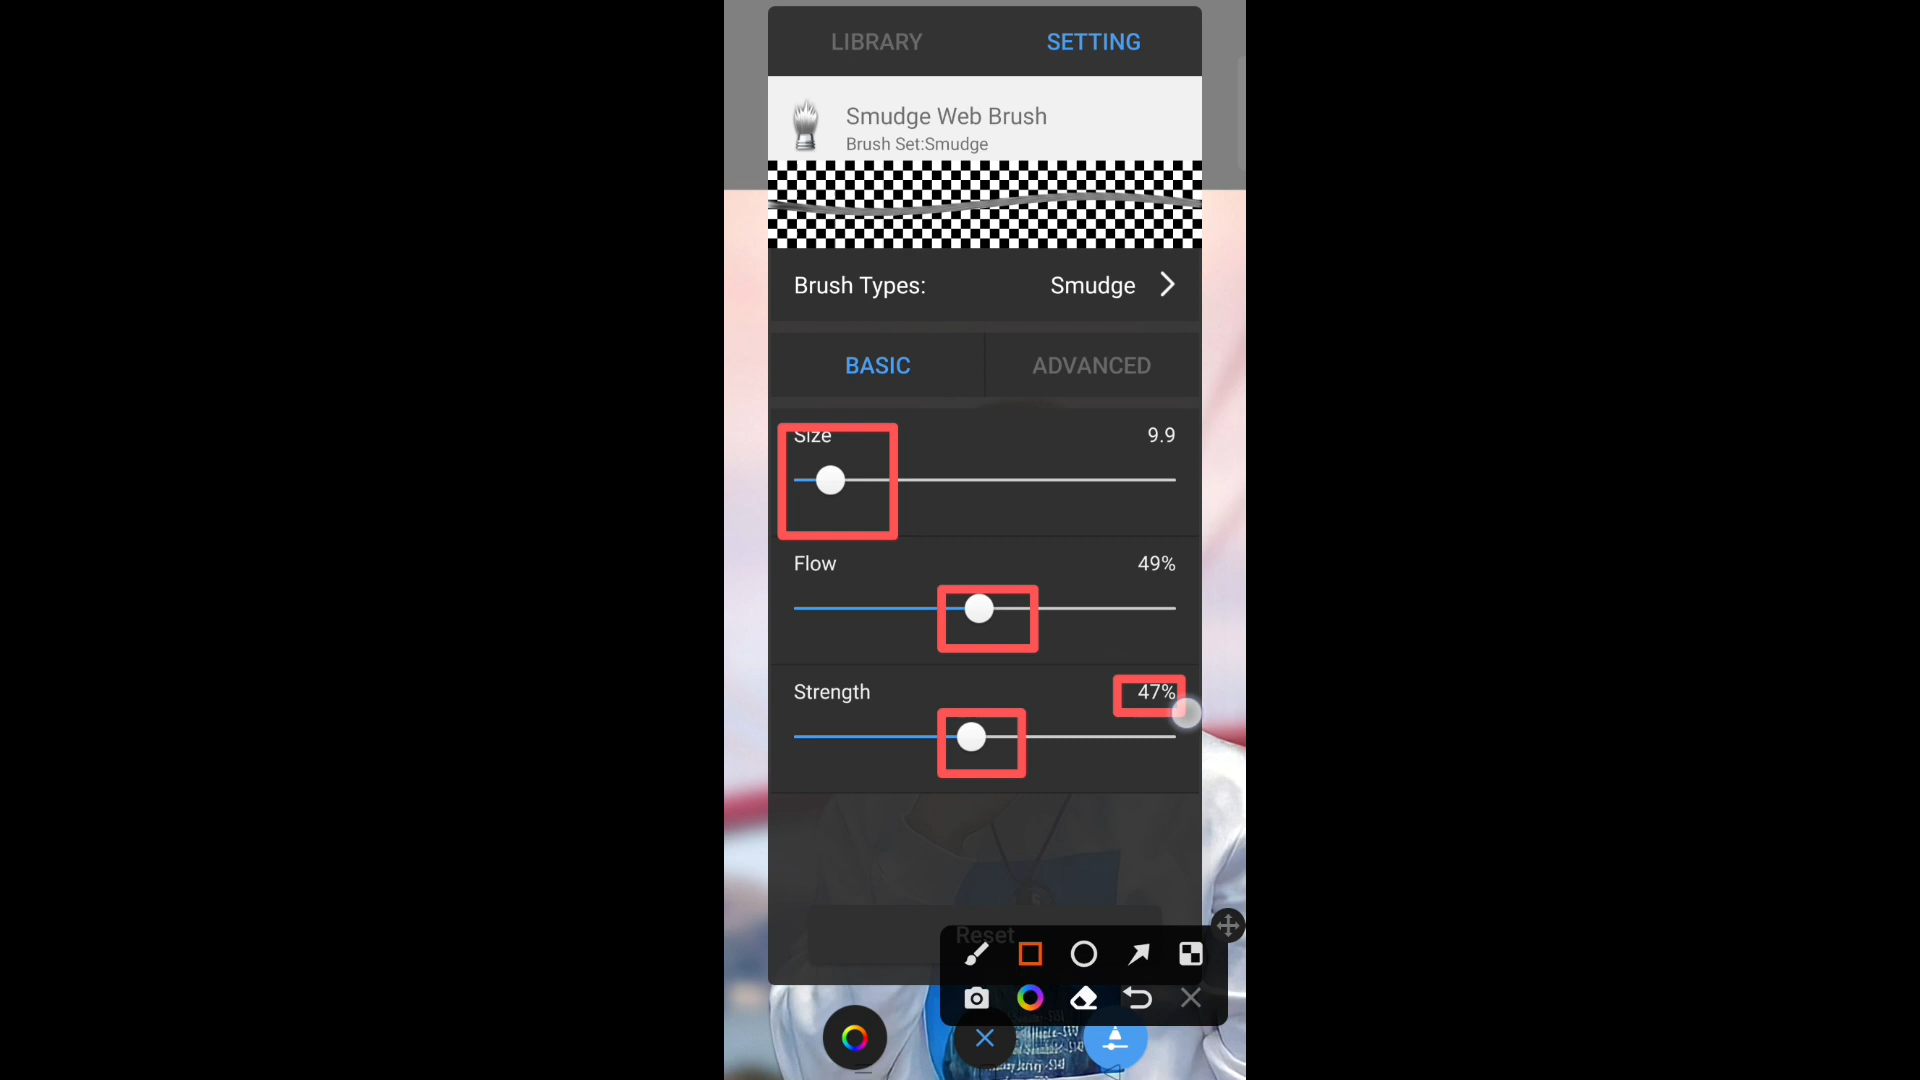 LIBRARY SETTING
Smudge Web Brush
Brush Set:Smudge
Brush Types: Smudge
BASIC ADVANCED
Size 9.9
Flow 49%
Strength 47%
Reset